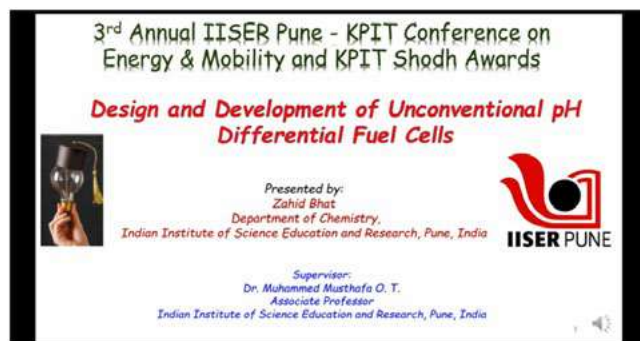 3rd Annual IISER Pune - KPIT Conference on
Energy & Mobility and KPIT Shodh Awards
Design and Development of Unconventional pH
Differential Fuel Cells
Presented by:
Zahid Bhat
Department of Chemistry,
Indian Institute of Science Education and Research, Pune, India
IISER PUNE
Supervisor:
Dr. Muhammed Musthafa O. T.
Associate Professor
Indian Institute of Science Education and Research, Pune, India